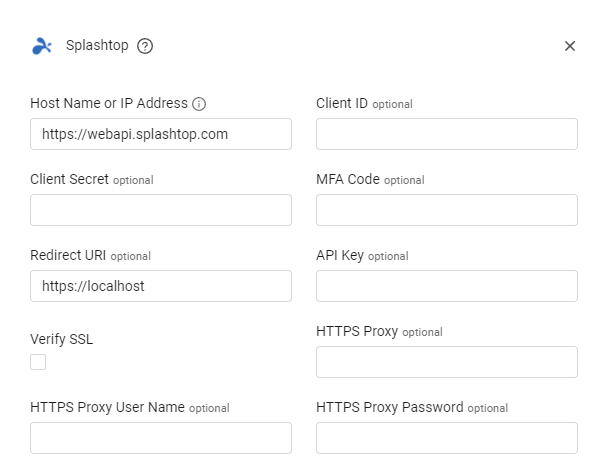 Splashtop
Host Name or IP Address
Client ID optional
https://webapi.splashtop.com
Client Secret optional
MFA Code optional
Redirect URI optional
API Key optional
https://localhost
Verify SSL
HTTPS Proxy optional
HTTPS Proxy User Name optional
HTTPS Proxy Password optional